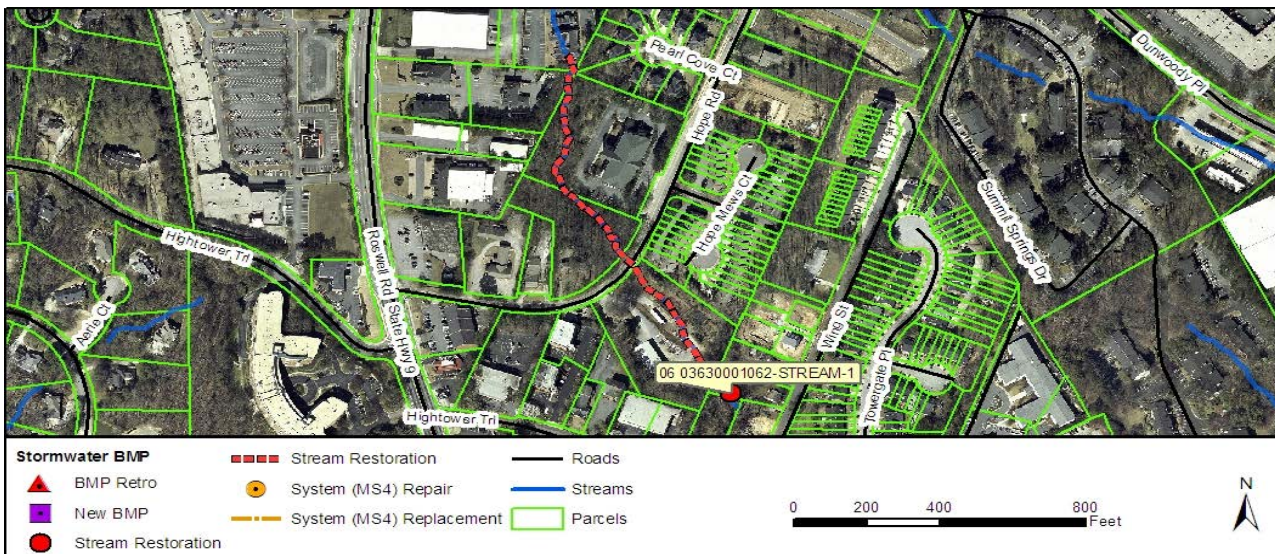 Pearl Cove Ct
Dunwoody Pl
Hope Rd
Hope Mews Ct
Summit Springs Dr
Hightower Trl
Roswell Rd State Hwy 9
Aerie Ct
Wing St
Towergate Pl
06 03630001062-STREAM-1
Hightower Trl
Stormwater BMP
BMP Retro
New BMP
Stream Restoration
Stream Restoration
System (MS4) Repair
System (MS4) Replacement
Roads
Streams
Parcels
0 200 400 800
Feet
N